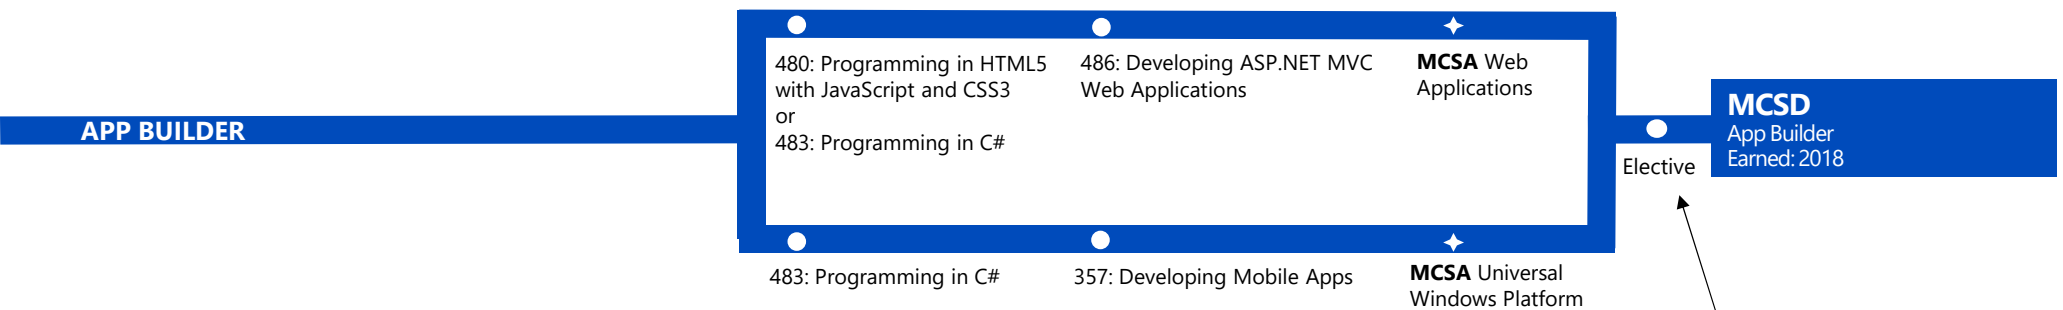 APP BUILDER
480: Programming in HTML5
with JavaScript and CSS3
or
483: Programming in C#
486: Developing ASP.NET MVC
Web Applications
MCSA Web
Applications
483: Programming in C#
357: Developing Mobile Apps
MCSA Universal
Windows Platform
Elective
MCSD
App Builder
Earned: 2018